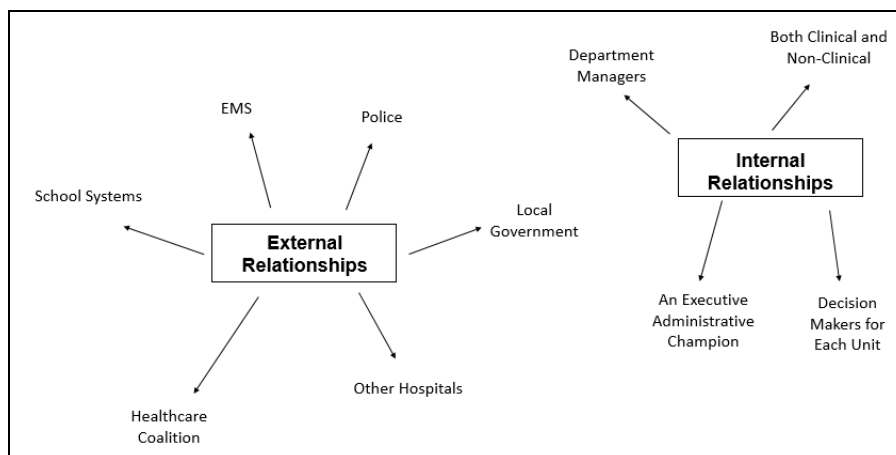 EMS
Police
School Systems
External
Relationships
Local
Government
Healthcare
Coalition
Other Hospitals
Department
Managers
Both Clinical and
Non-Clinical
Internal
Relationships
An Executive
Administrative
Champion
Decision
Makers for
Each Unit